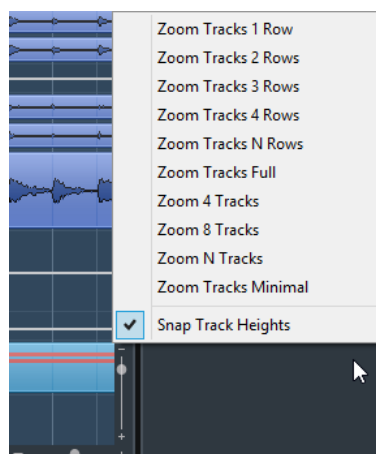 Zoom Tracks 1 Row
Zoom Tracks 2 Rows
Zoom Tracks 3 Rows
Zoom Tracks 4 Rows
Zoom Tracks N Rows
Zoom Tracks Full
Zoom 4 Tracks
Zoom 8 Tracks
Zoom N Tracks
Zoom Tracks Minimal
Snap Track Heights